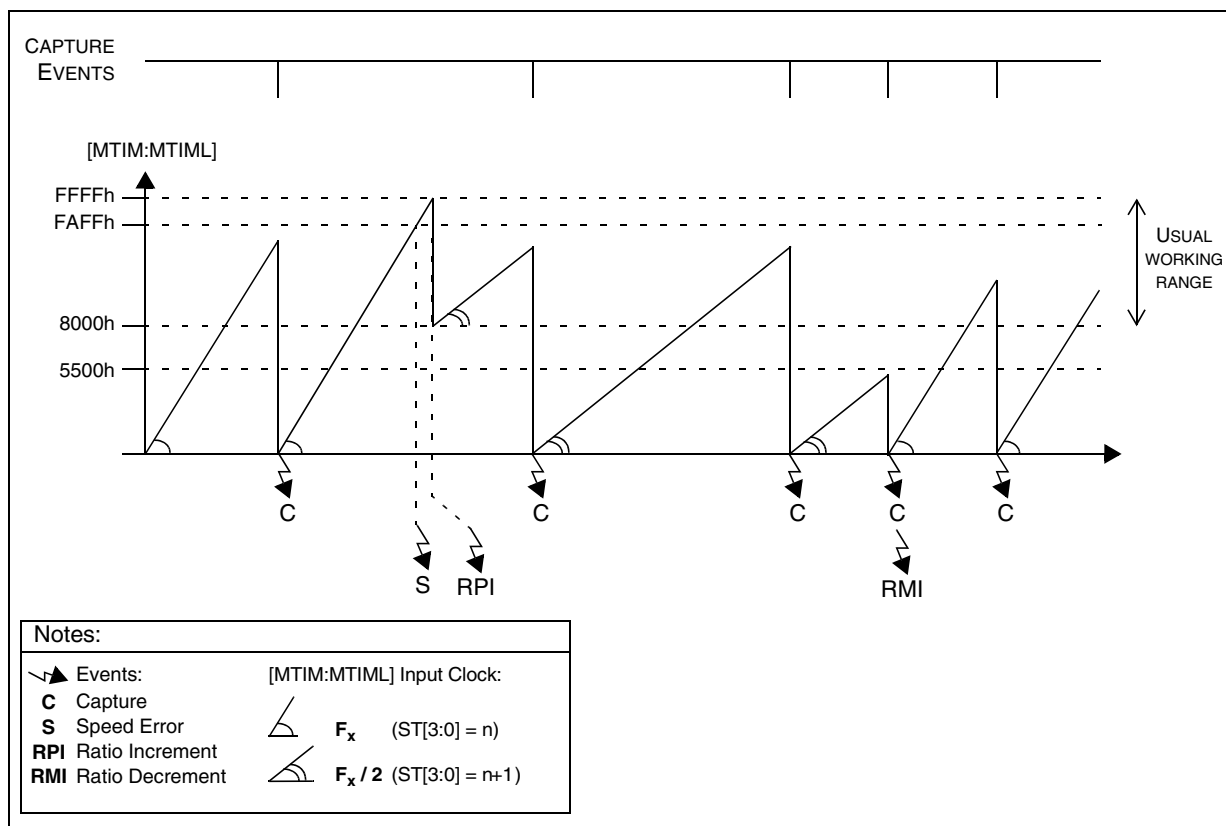 CAPTURE
EVENTS
[MTIM:MTIML]
FFFFh
FAFFh
USUAL
WORKING
RANGE
8000h
5500h
C C C C C
S RPI RMI
Notes:
Events: [MTIM:MTIML] Input Clock:
C Capture
S Speed Error Fx (ST[3:0] = n)
RPI Ratio Increment
RMI Ratio Decrement Fx / 2 (ST[3:0] = n+1)